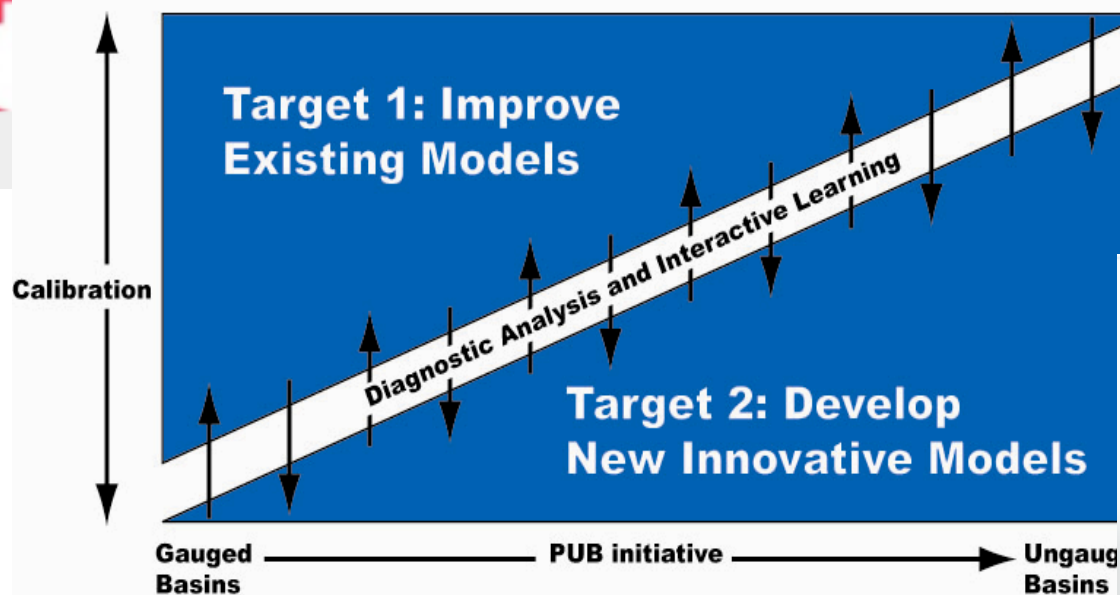 Target 1: Improve
Existing Models
Diagnostic Analysis and Interactive Learning
Calibration
Target 2: Develop
New Innovative Models
Gauged
Basins
PUB initiative
Ungaug
Basins